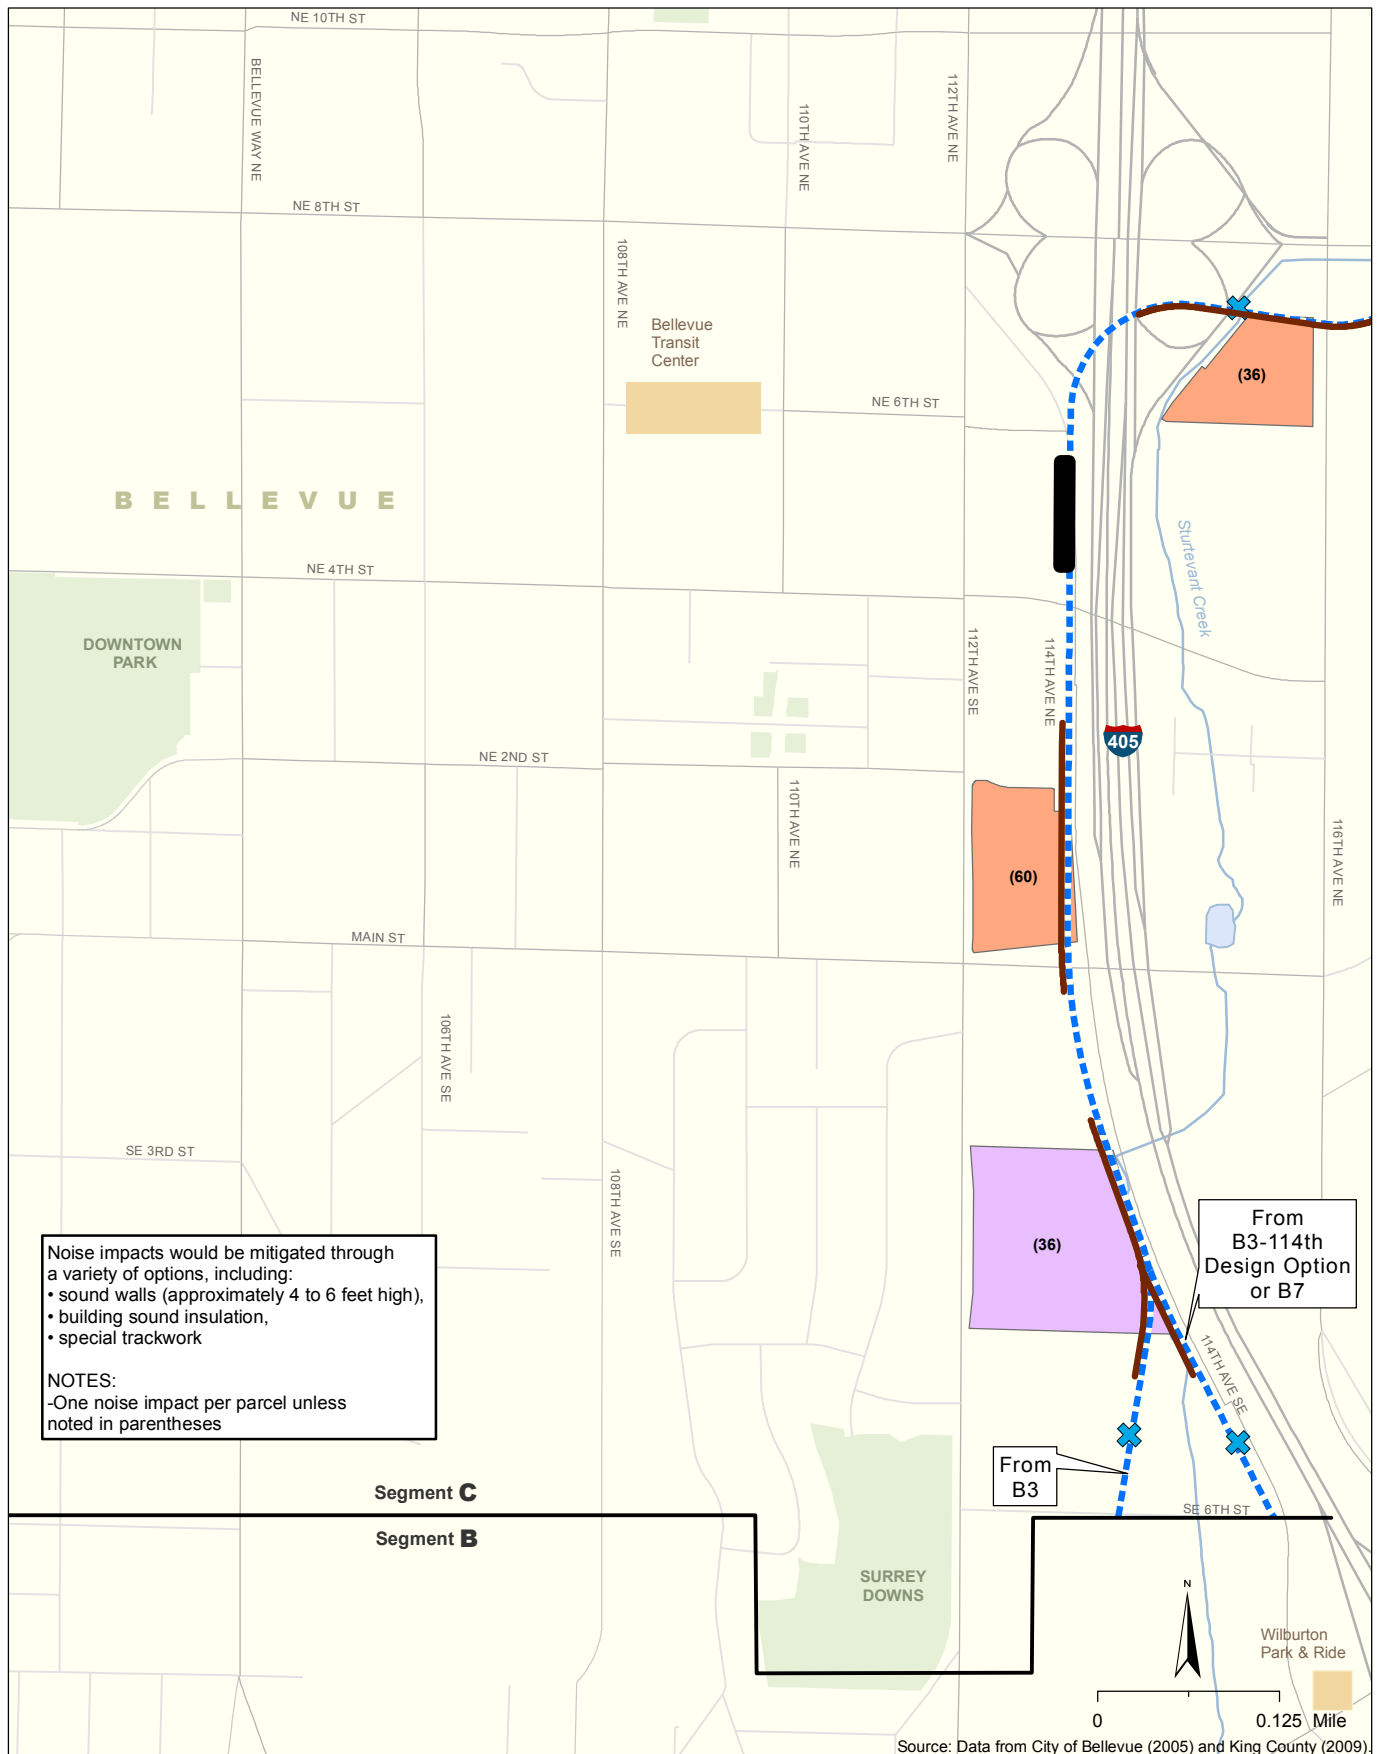 NE 10TH ST
BELLEVUE WAY NE
110TH AVE NE
112TH AVE NE
NE 8TH ST
108TH AVE NE
Bellevue
Transit
Center
(36)
NE 6TH ST
BELLEVUE
Sturtevant Creek
NE 4TH ST
DOWNTOWN
PARK
112TH AVE SE
114TH AVE NE
405
NE 2ND ST
110TH AVE NE
116TH AVE NE
(60)
MAIN ST
106TH AVE SE
SE 3RD ST
108TH AVE SE
(36)
From
B3-114th
Design Option
or B7
Noise impacts would be mitigated through
a variety of options, including:
• sound walls (approximately 4 to 6 feet high),
• building sound insulation,
• special trackwork
NOTES:
-One noise impact per parcel unless
noted in parentheses
114TH AVE SE
From
B3
Segment C
SE 6TH ST
Segment B
SURREY
DOWNS
N
Wilburton
Park & Ride
0
0.125 Mile
Source: Data from City of Bellevue (2005) and King County (2009).